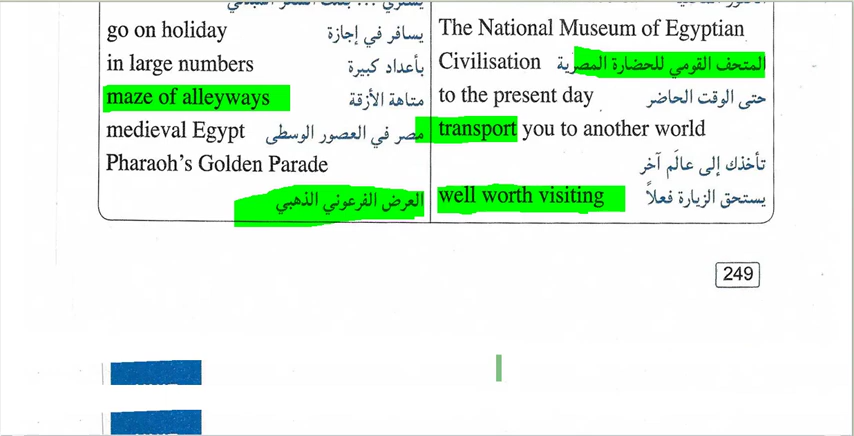 go on holiday يسافر في إجازة
in large numbers بأعداد كبيرة
maze of alleyways متاهة الأزقة
medieval Egypt مصر في العصور الوسطى
Pharaoh's Golden Parade
العرض الفرعوني الذهبي
The National Museum of Egyptian
Civilisation المتحف القومي للحضارة المصرية
to the present day حتى الوقت الحاضر
transport you to another world
تأخذك إلى عالَم آخر
well worth visiting يستحق الزيارة فعلاً
249